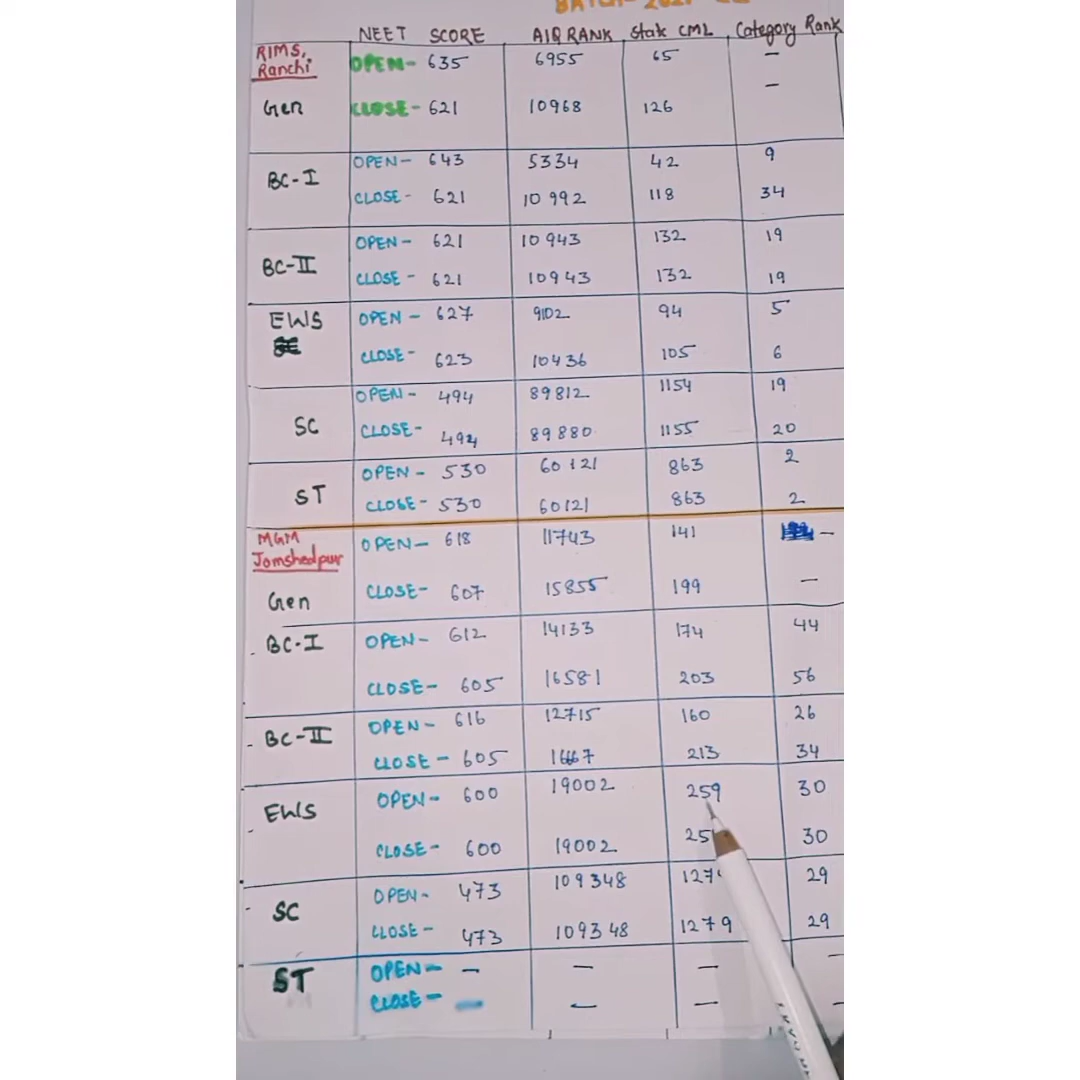 BATCH- 2021
NEET SCORE AIQ RANK State CML Category Rank
RIMS, Ranchi OPEN- 635 6955 65 -
Gen CLOSE- 621 10968 126 -
BC-I OPEN- 643 5334 42 9
CLOSE- 621 10992 118 34
BC-II OPEN- 621 10943 132 19
CLOSE- 621 10943 132 19
EWS OPEN- 627 9102 94 5
CLOSE- 623 10436 105 6
SC OPEN- 494 89812 1154 19
CLOSE- 494 89880 1155 20
ST OPEN- 530 60121 863 2
CLOSE- 530 60121 863 2
MGM Jamshedpur OPEN- 618 11743 141 -
Gen CLOSE- 607 15855 199 -
BC-I OPEN- 612 14133 174 44
CLOSE- 605 16581 203 56
BC-II OPEN- 616 12715 160 26
CLOSE- 605 16667 213 34
EWS OPEN- 600 19002 259 30
CLOSE- 600 19002 30
SC OPEN- 473 109348 29
CLOSE- 473 109348 1279 29
ST OPEN- - - - -
CLOSE- - - - -